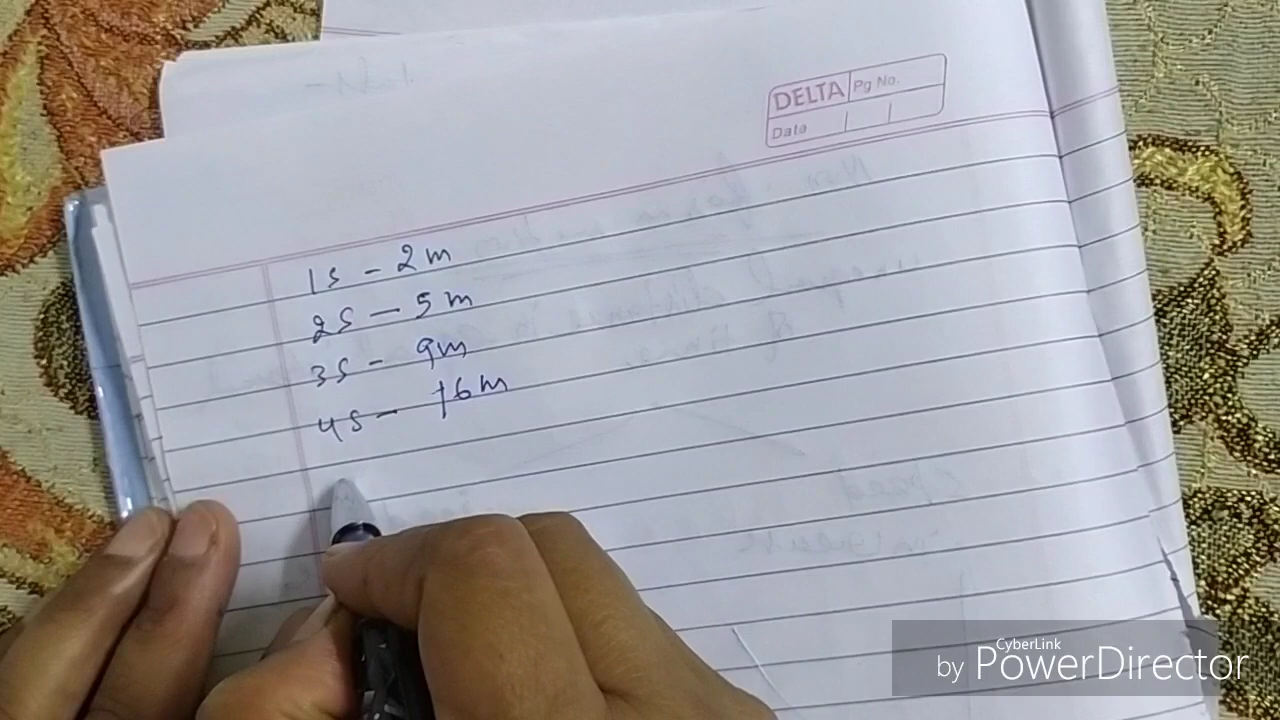 DELTA Pg No.
Date
1s - 2m
2s - 5m
3s - 9m
4s - 16m
CyberLink
by PowerDirector